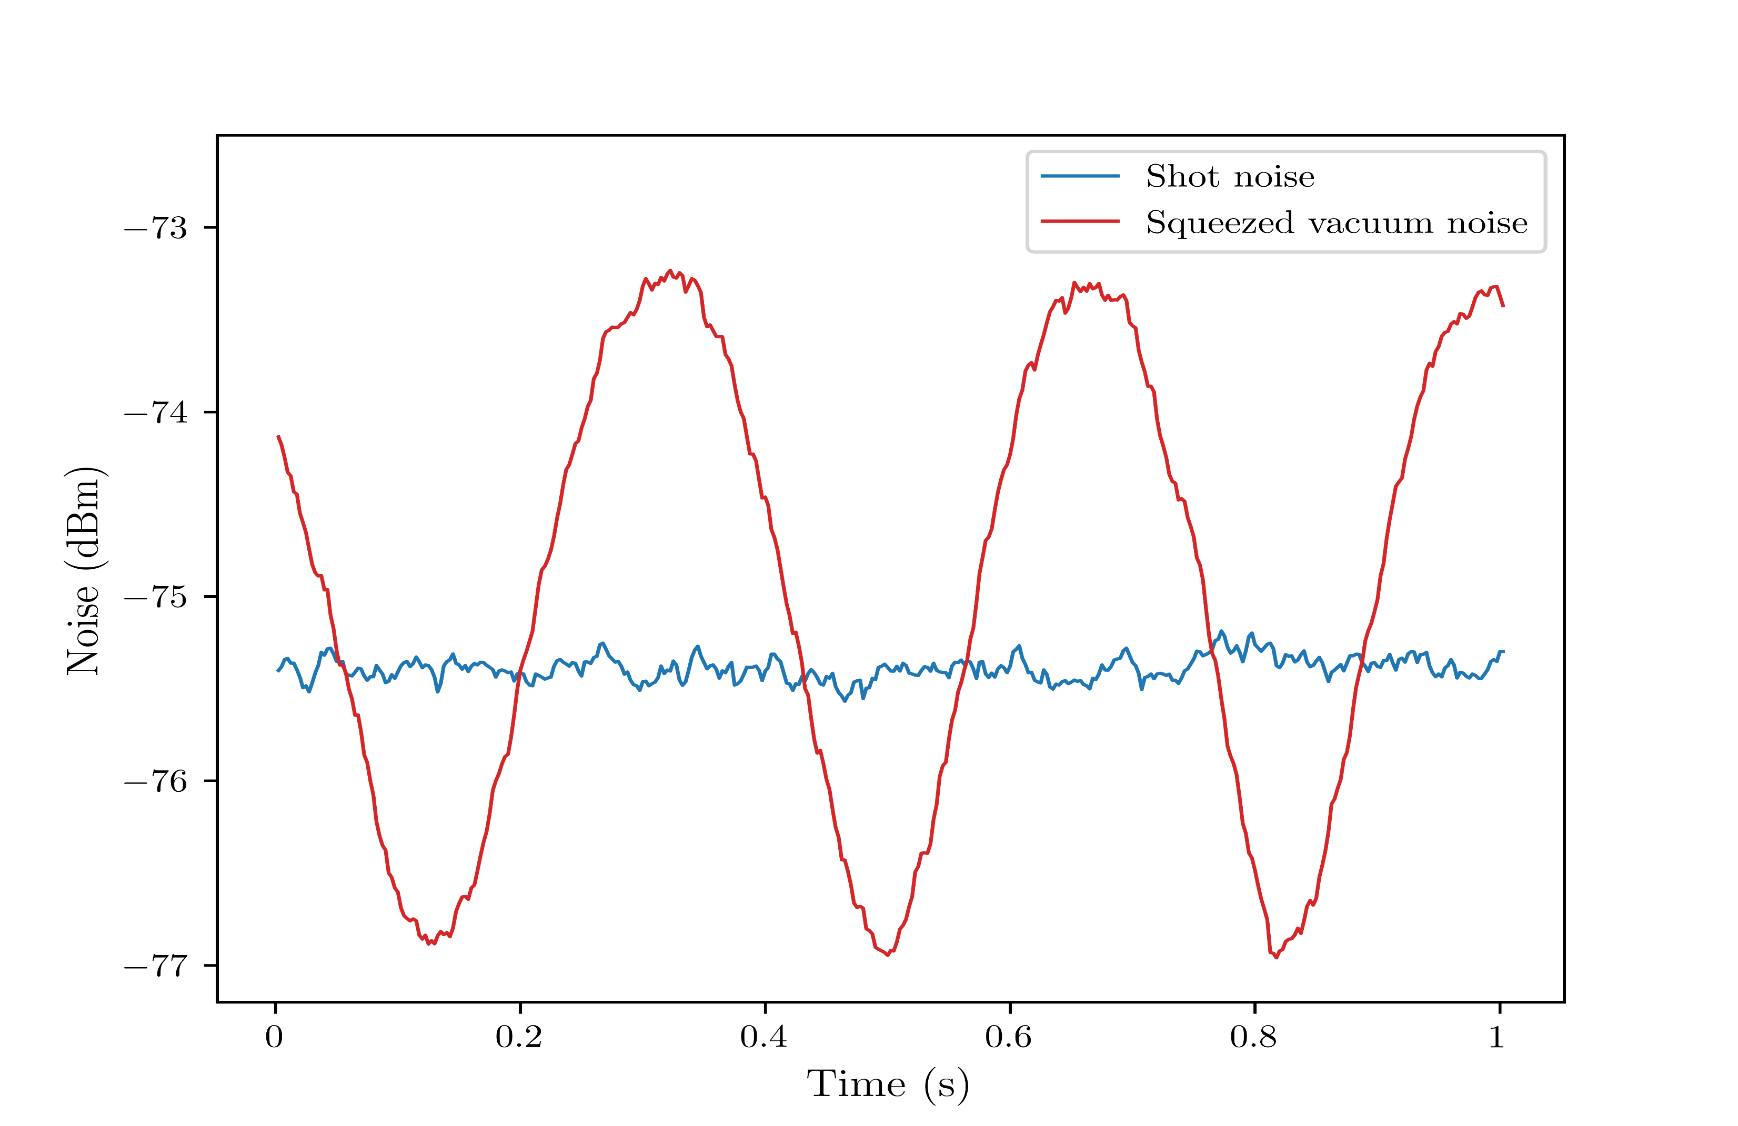 Shot noise
Squeezed vacuum noise
−73
−74
−75
−76
−77
Noise (dBm)
0 0.2 0.4 0.6 0.8 1
Time (s)